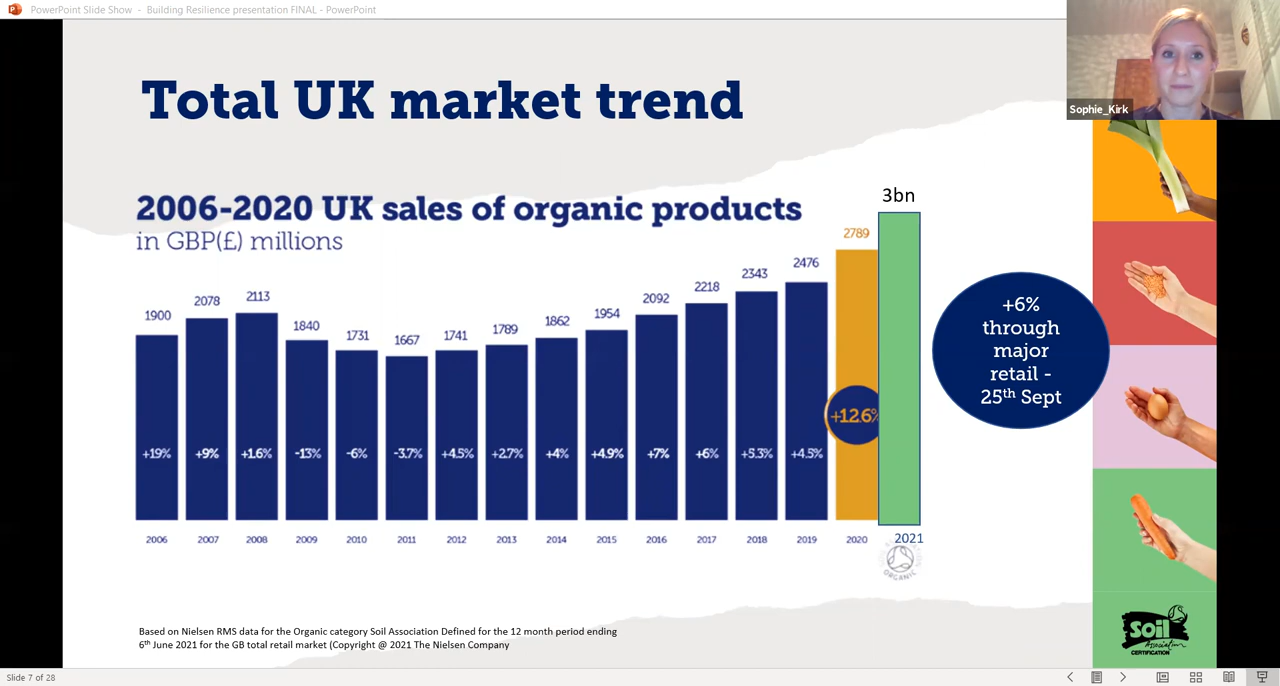 PowerPoint Slide Show - Building Resilience presentation FINAL - PowerPoint
Sophie_Kirk
Total UK market trend
2006-2020 UK sales of organic products
in GBP(£) millions
3bn
1900 2078 2113 1840 1731 1667 1741 1789 1862 1954 2092 2218 2343 2476 2789
+12.6%
+19% +9% +1.6% -13% -6% -3.7% +4.5% +2.7% +4% +4.9% +7% +6% +5.3% +4.5%
2006 2007 2008 2009 2010 2011 2012 2013 2014 2015 2016 2017 2018 2019 2020 2021
ORGANIC
+6%
through
major
retail -
25th Sept
Based on Nielsen RMS data for the Organic category Soil Association Defined for the 12 month period ending
6th June 2021 for the GB total retail market (Copyright @ 2021 The Nielsen Company
Soil
Association
CERTIFICATION
Slide 7 of 28